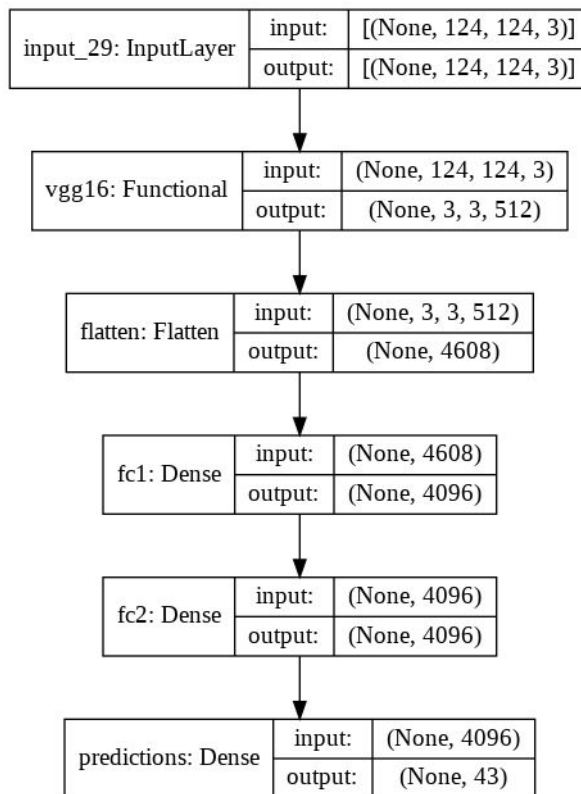 input_29: InputLayer
input: [(None, 124, 124, 3)]
output: [(None, 124, 124, 3)]
vgg16: Functional
input: (None, 124, 124, 3)
output: (None, 3, 3, 512)
flatten: Flatten
input: (None, 3, 3, 512)
output: (None, 4608)
fc1: Dense
input: (None, 4608)
output: (None, 4096)
fc2: Dense
input: (None, 4096)
output: (None, 4096)
predictions: Dense
input: (None, 4096)
output: (None, 43)